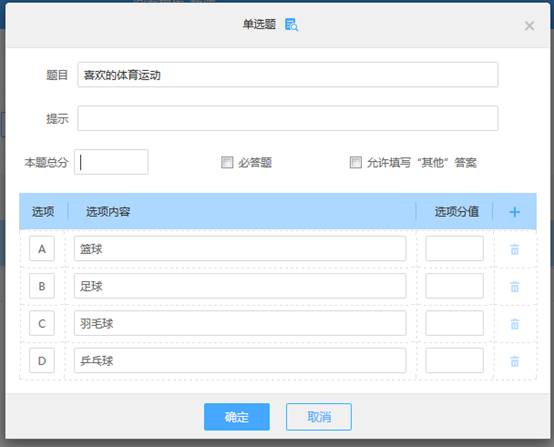 单选题
题目 喜欢的体育运动
提示
本题总分 必答题 允许填写“其他”答案
选项 选项内容 选项分值 +
A 篮球
B 足球
C 羽毛球
D 乒乓球
确定 取消